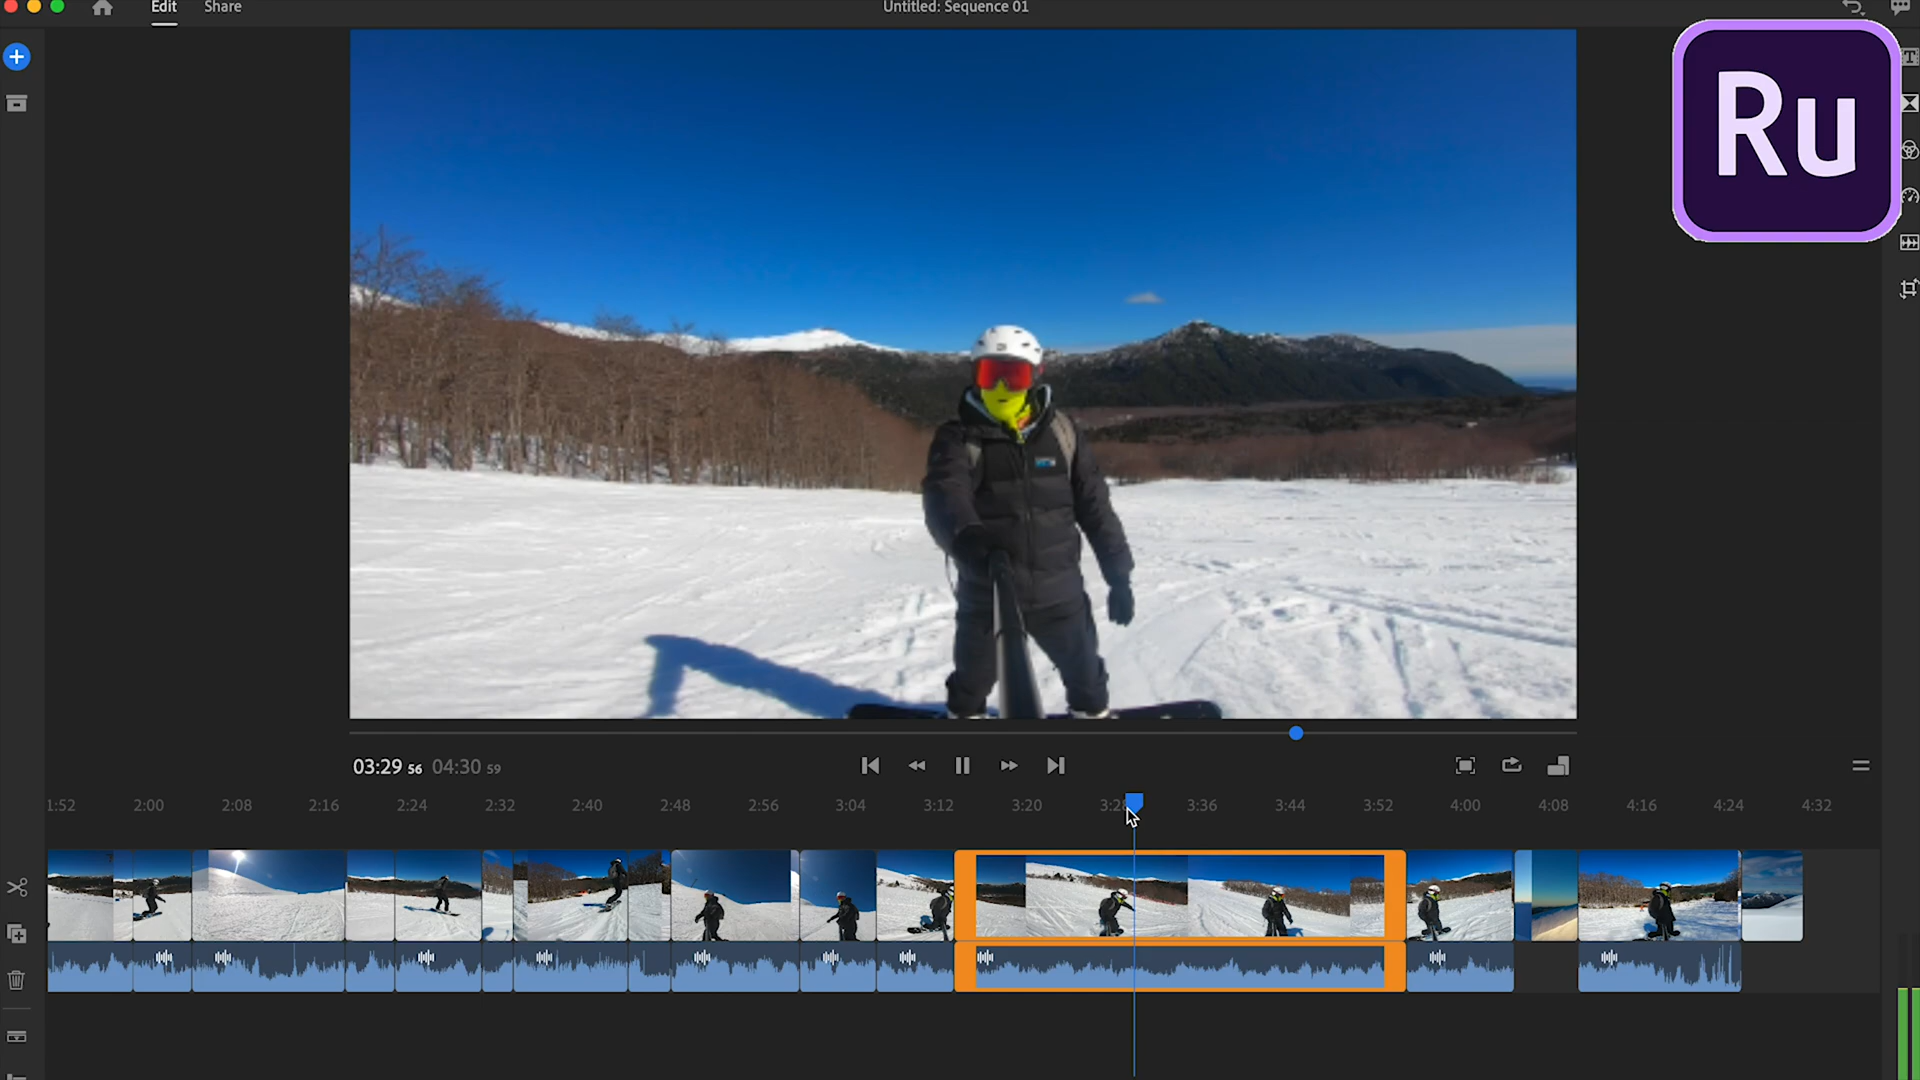 Edit Share Untitled: Sequence 01
Ru
03:29 56 04:30 59
1:52 2:00 2:08 2:16 2:24 2:32 2:40 2:48 2:56 3:04 3:12 3:20 3:28 3:36 3:44 3:52 4:00 4:08 4:16 4:24 4:32